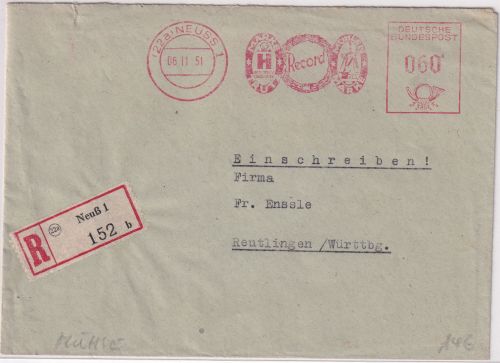 (22a) NEUSS 1
06 11 51
H
Record
DEUTSCHE
BUNDESPOST
060
Einschreiben!
Firma
Fr. Enssle
Reutlingen /Württbg.
R
22a
Neuß 1
152 b
MÜHLE